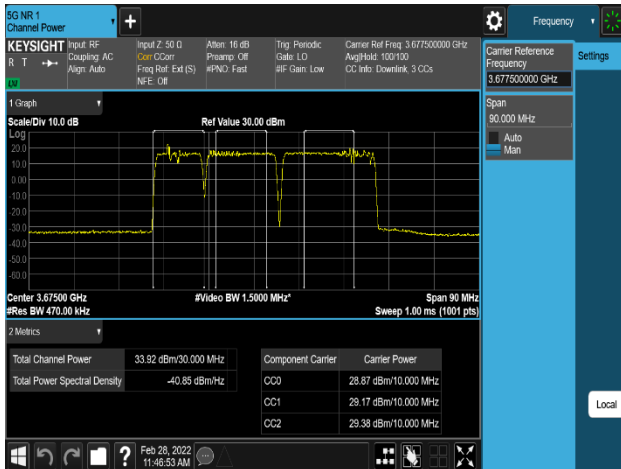 5G NR 1
Channel Power
+
Frequency
KEYSIGHT
R T
Input: RF
Coupling: AC
Align: Auto
Input Z: 50 Ω
Corr CCorr
Freq Ref: Ext (S)
NFE: Off
Atten: 16 dB
Preamp: Off
#PNO: Fast
Trig: Periodic
Gate: LO
#IF Gain: Low
Carrier Ref Freq: 3.677500000 GHz
Avg|Hold: 100/100
CC Info: Downlink, 3 CCs
Carrier Reference
Frequency
3.677500000 GHz
Settings
Span
90.000 MHz
Auto
Man
1 Graph
Scale/Div 10.0 dB
Ref Value 30.00 dBm
Log
20.0
10.0
0.00
-10.0
-20.0
-30.0
-40.0
-50.0
-60.0
Center 3.67500 GHz
#Video BW 1.5000 MHz*
Span 90 MHz
#Res BW 470.00 kHz
Sweep 1.00 ms (1001 pts)
2 Metrics
Total Channel Power 33.92 dBm/30.000 MHz
Total Power Spectral Density -40.85 dBm/Hz
Component Carrier Carrier Power
CC0 28.87 dBm/10.000 MHz
CC1 29.17 dBm/10.000 MHz
CC2 29.38 dBm/10.000 MHz
Local
?
Feb 28, 2022
11:46:53 AM